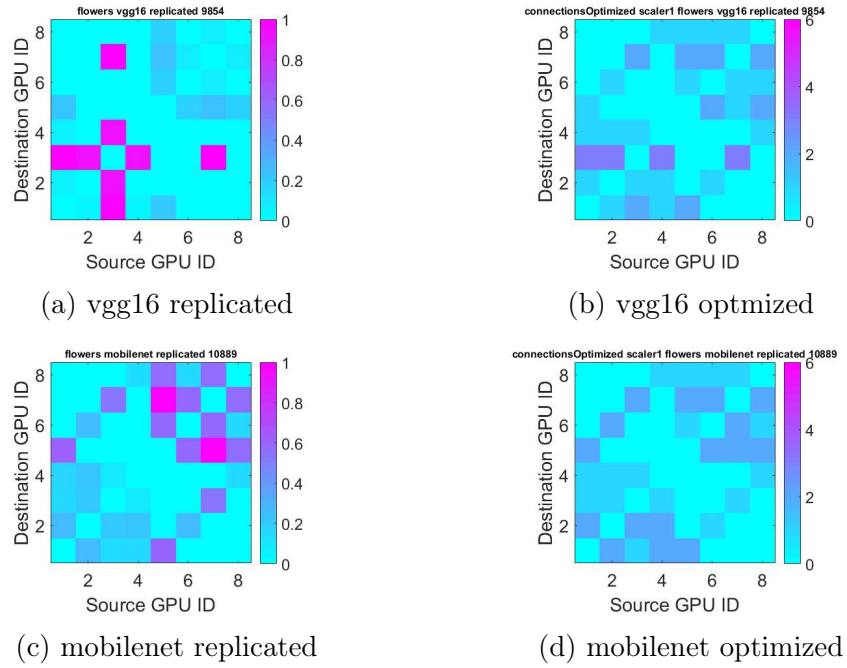 flowers vgg16 replicated 9854
8
6
4
2
Destination GPU ID
2 4 6 8
Source GPU ID
1
0.8
0.6
0.4
0.2
0
(a) vgg16 replicated
connectionsOptimized scaler1 flowers vgg16 replicated 9854
8
6
4
2
Destination GPU ID
2 4 6 8
Source GPU ID
6
4
2
0
(b) vgg16 optmized
flowers mobilenet replicated 10889
8
6
4
2
Destination GPU ID
2 4 6 8
Source GPU ID
1
0.8
0.6
0.4
0.2
0
(c) mobilenet replicated
connectionsOptimized scaler1 flowers mobilenet replicated 10889
8
6
4
2
Destination GPU ID
2 4 6 8
Source GPU ID
6
4
2
0
(d) mobilenet optimized